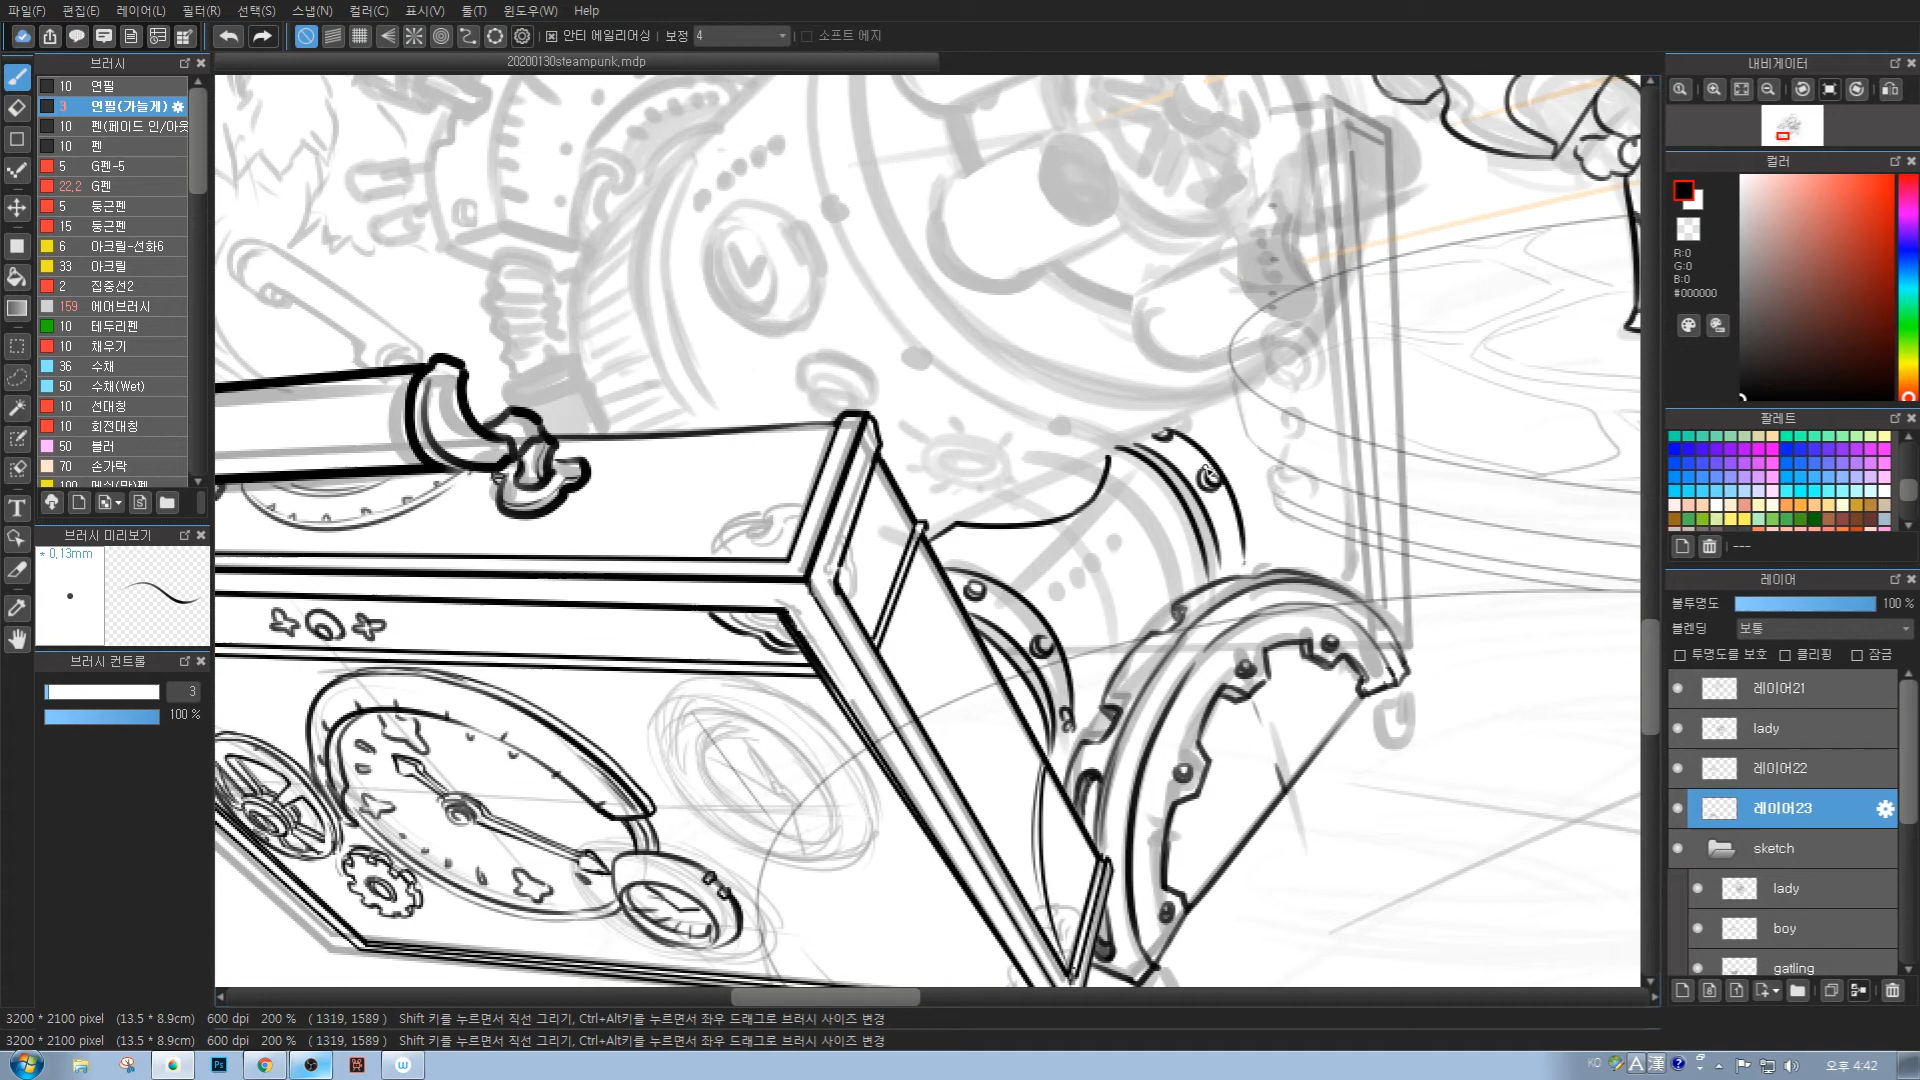 파일(F) 편집(E) 레이어(L) 필터(R) 선택(S) 스냅(N) 컬러(C) 표시(V) 툴(T) 윈도우(W) Help
안티 에일리어싱 보정 4 소프트 에지
브러시
20200130steampunk.mdp
내비게이터
10 연필
3 연필(가늘게)
10 펜(페이드 인/아웃
10 펜
5 G펜-5
22.2 G펜
5 둥근펜
15 둥근펜
6 아크릴-선화6
33 아크릴
2 집중선2
159 에어브러시
10 테두리펜
10 채우기
36 수채
50 수채(Wet)
10 선대칭
10 회전대칭
50 블러
70 손가락
브러시 미리보기
* 0.13mm
브러시 컨트롤
3
100 %
컬러
R:0
G:0
B:0
#000000
팔레트
---
레이어
불투명도 100 %
블렌딩 보통
투명도를 보호 클리핑 잠금
레이어21
lady
레이어22
레이어23
sketch
lady
boy
gatling
3200 * 2100 pixel (13.5 * 8.9cm) 600 dpi 200 % ( 1319, 1589 ) Shift 키를 누르면서 직선 그리기, Ctrl+Alt키를 누르면서 좌우 드래그로 브러시 사이즈 변경
3200 * 2100 pixel (13.5 * 8.9cm) 600 dpi 200 % ( 1319, 1589 ) Shift 키를 누르면서 직선 그리기, Ctrl+Alt키를 누르면서 좌우 드래그로 브러시 사이즈 변경
Ps
KO A 漢 오후 4:42